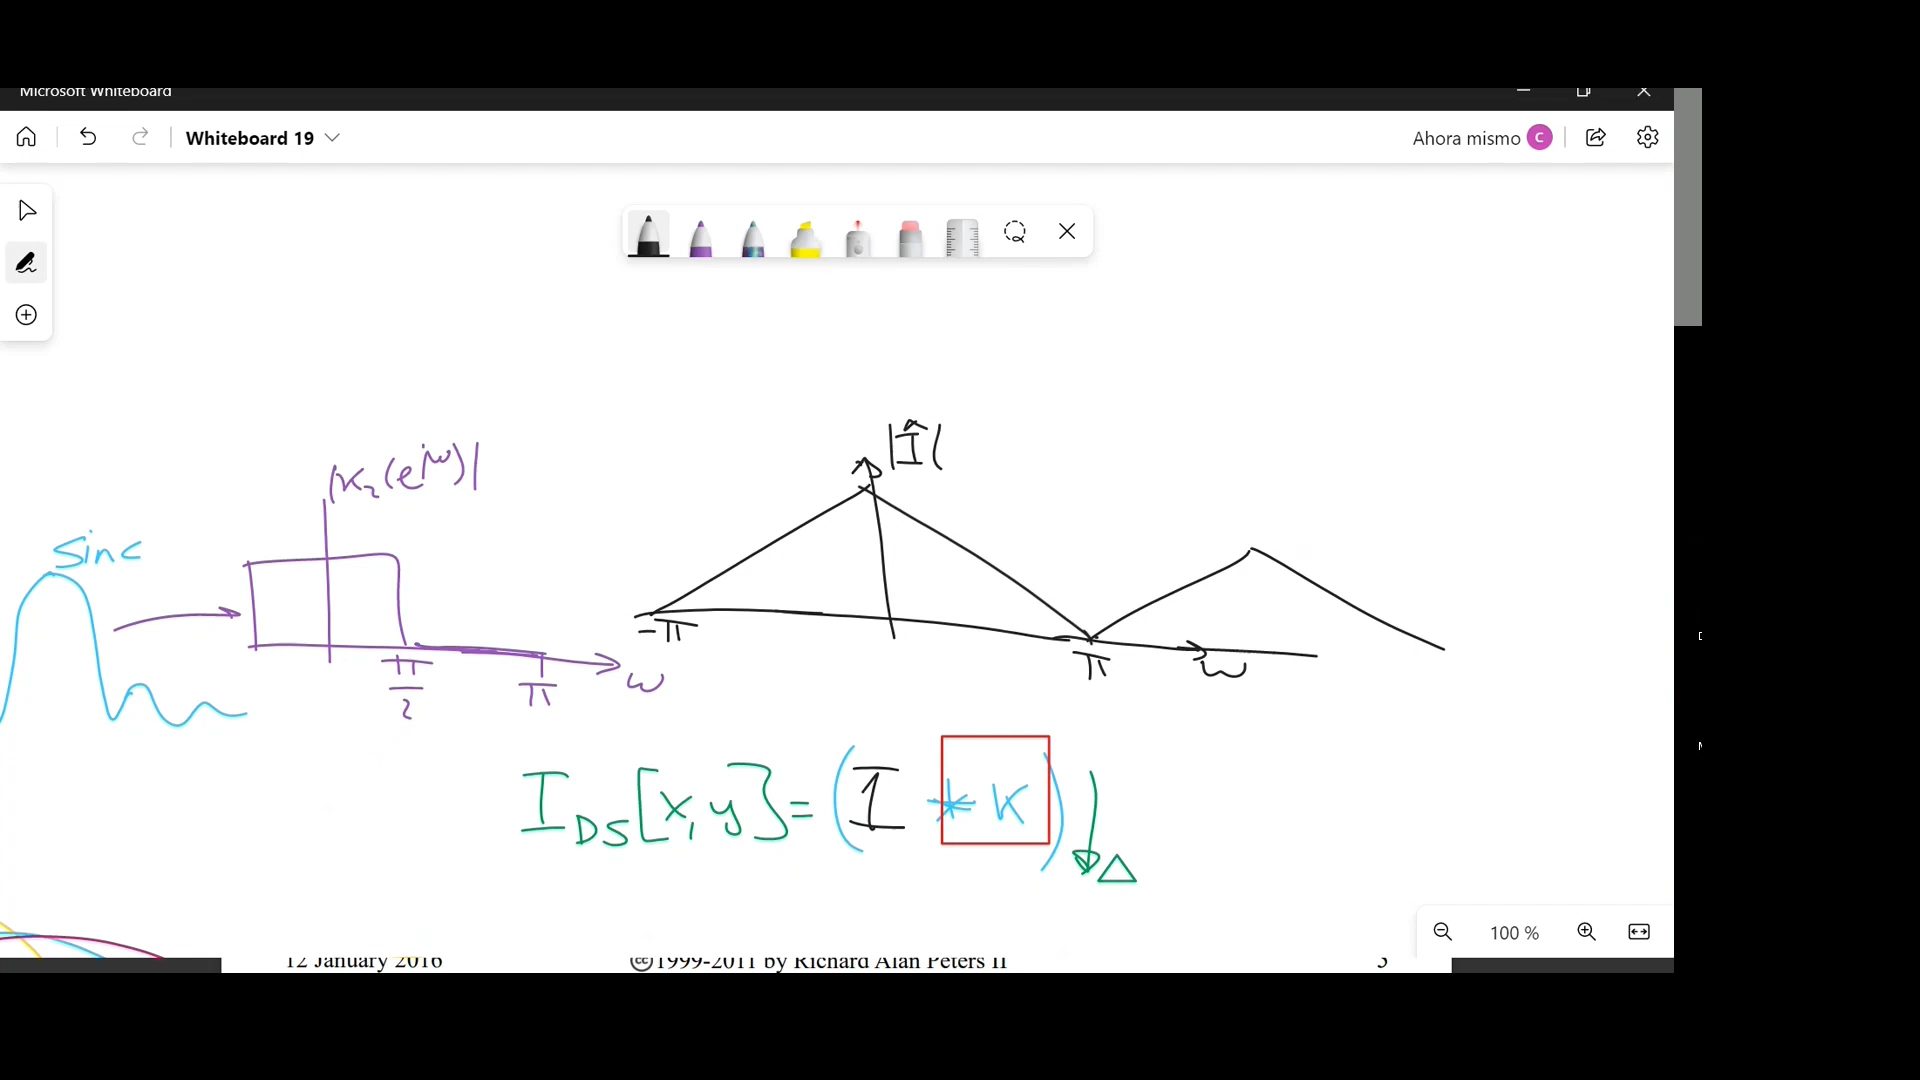 Microsoft Whiteboard
Whiteboard 19
Ahora mismo C
|Î|
|K₂(e^jω)|
sinc
-π
π
ω
π/2
π
ω
I_DS[x,y] = (I * K)↓Δ
100 %
12 January 2016
©1999-2011 by Richard Alan Peters II